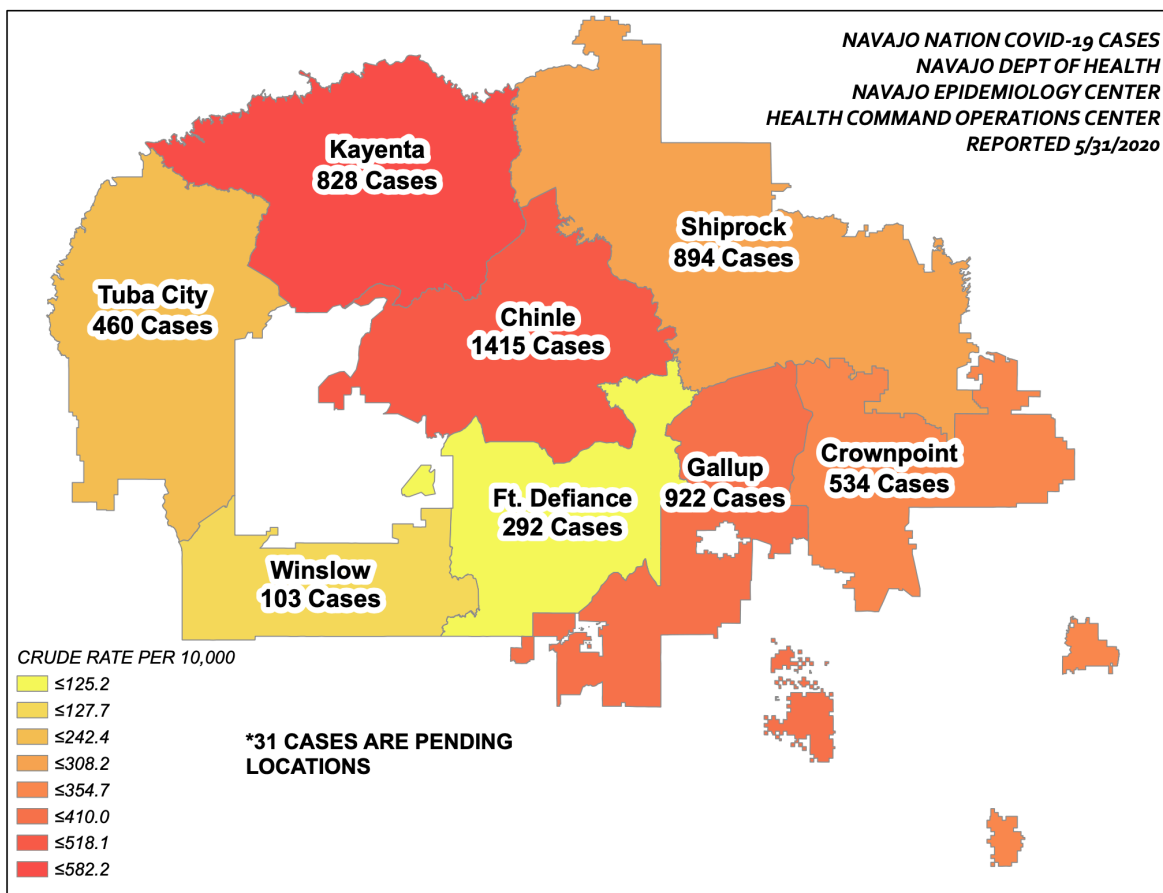 NAVAJO NATION COVID-19 CASES
NAVAJO DEPT OF HEALTH
NAVAJO EPIDEMIOLOGY CENTER
HEALTH COMMAND OPERATIONS CENTER
REPORTED 5/31/2020
Kayenta
828 Cases
Shiprock
894 Cases
Tuba City
460 Cases
Chinle
1415 Cases
Gallup
922 Cases
Crownpoint
534 Cases
Ft. Defiance
292 Cases
Winslow
103 Cases
CRUDE RATE PER 10,000
≤125.2
≤127.7
≤242.4
≤308.2
≤354.7
≤410.0
≤518.1
≤582.2
*31 CASES ARE PENDING
LOCATIONS